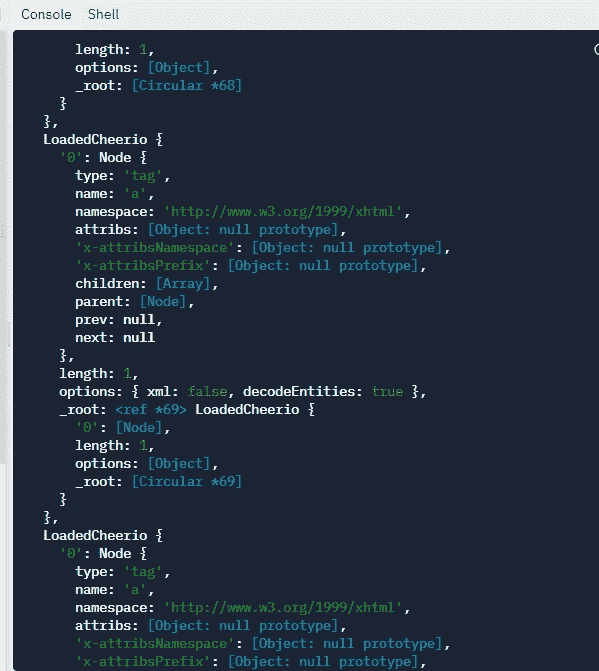 Console Shell
length: 1,
options: [Object],
_root: [Circular *68]
}
},
LoadedCheerio {
'0': Node {
type: 'tag',
name: 'a',
namespace: 'http://www.w3.org/1999/xhtml',
attribs: [Object: null prototype],
'x-attribsNamespace': [Object: null prototype],
'x-attribsPrefix': [Object: null prototype],
children: [Array],
parent: [Node],
prev: null,
next: null
},
length: 1,
options: { xml: false, decodeEntities: true },
_root: <ref *69> LoadedCheerio {
'0': [Node],
length: 1,
options: [Object],
_root: [Circular *69]
}
},
LoadedCheerio {
'0': Node {
type: 'tag',
name: 'a',
namespace: 'http://www.w3.org/1999/xhtml',
attribs: [Object: null prototype],
'x-attribsNamespace': [Object: null prototype],
'x-attribsPrefix': [Object: null prototype],